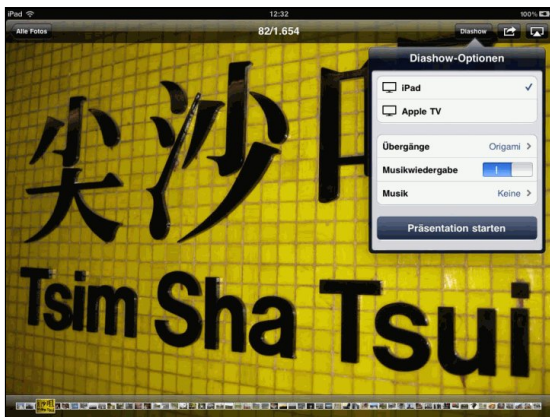 iPad 12:32 100%
Alle Fotos 82/1.654 Diashow
Diashow-Optionen
iPad
Apple TV
Übergänge Origami
Musikwiedergabe
Musik Keine
Präsentation starten
尖沙
Tsim Sha Tsui